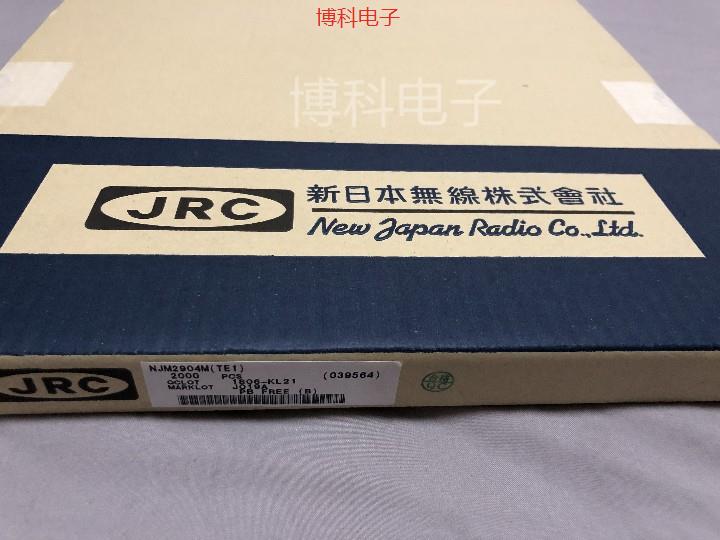 博科电子
博科电子
JRC
新日本無線株式會社
New Japan Radio Co.,Ltd.
JRC
NJM2904M(TE1)
2000 PCS (039564)
QCLOT 1806-KL21
MARKLOT J019A
PB FREE (B)